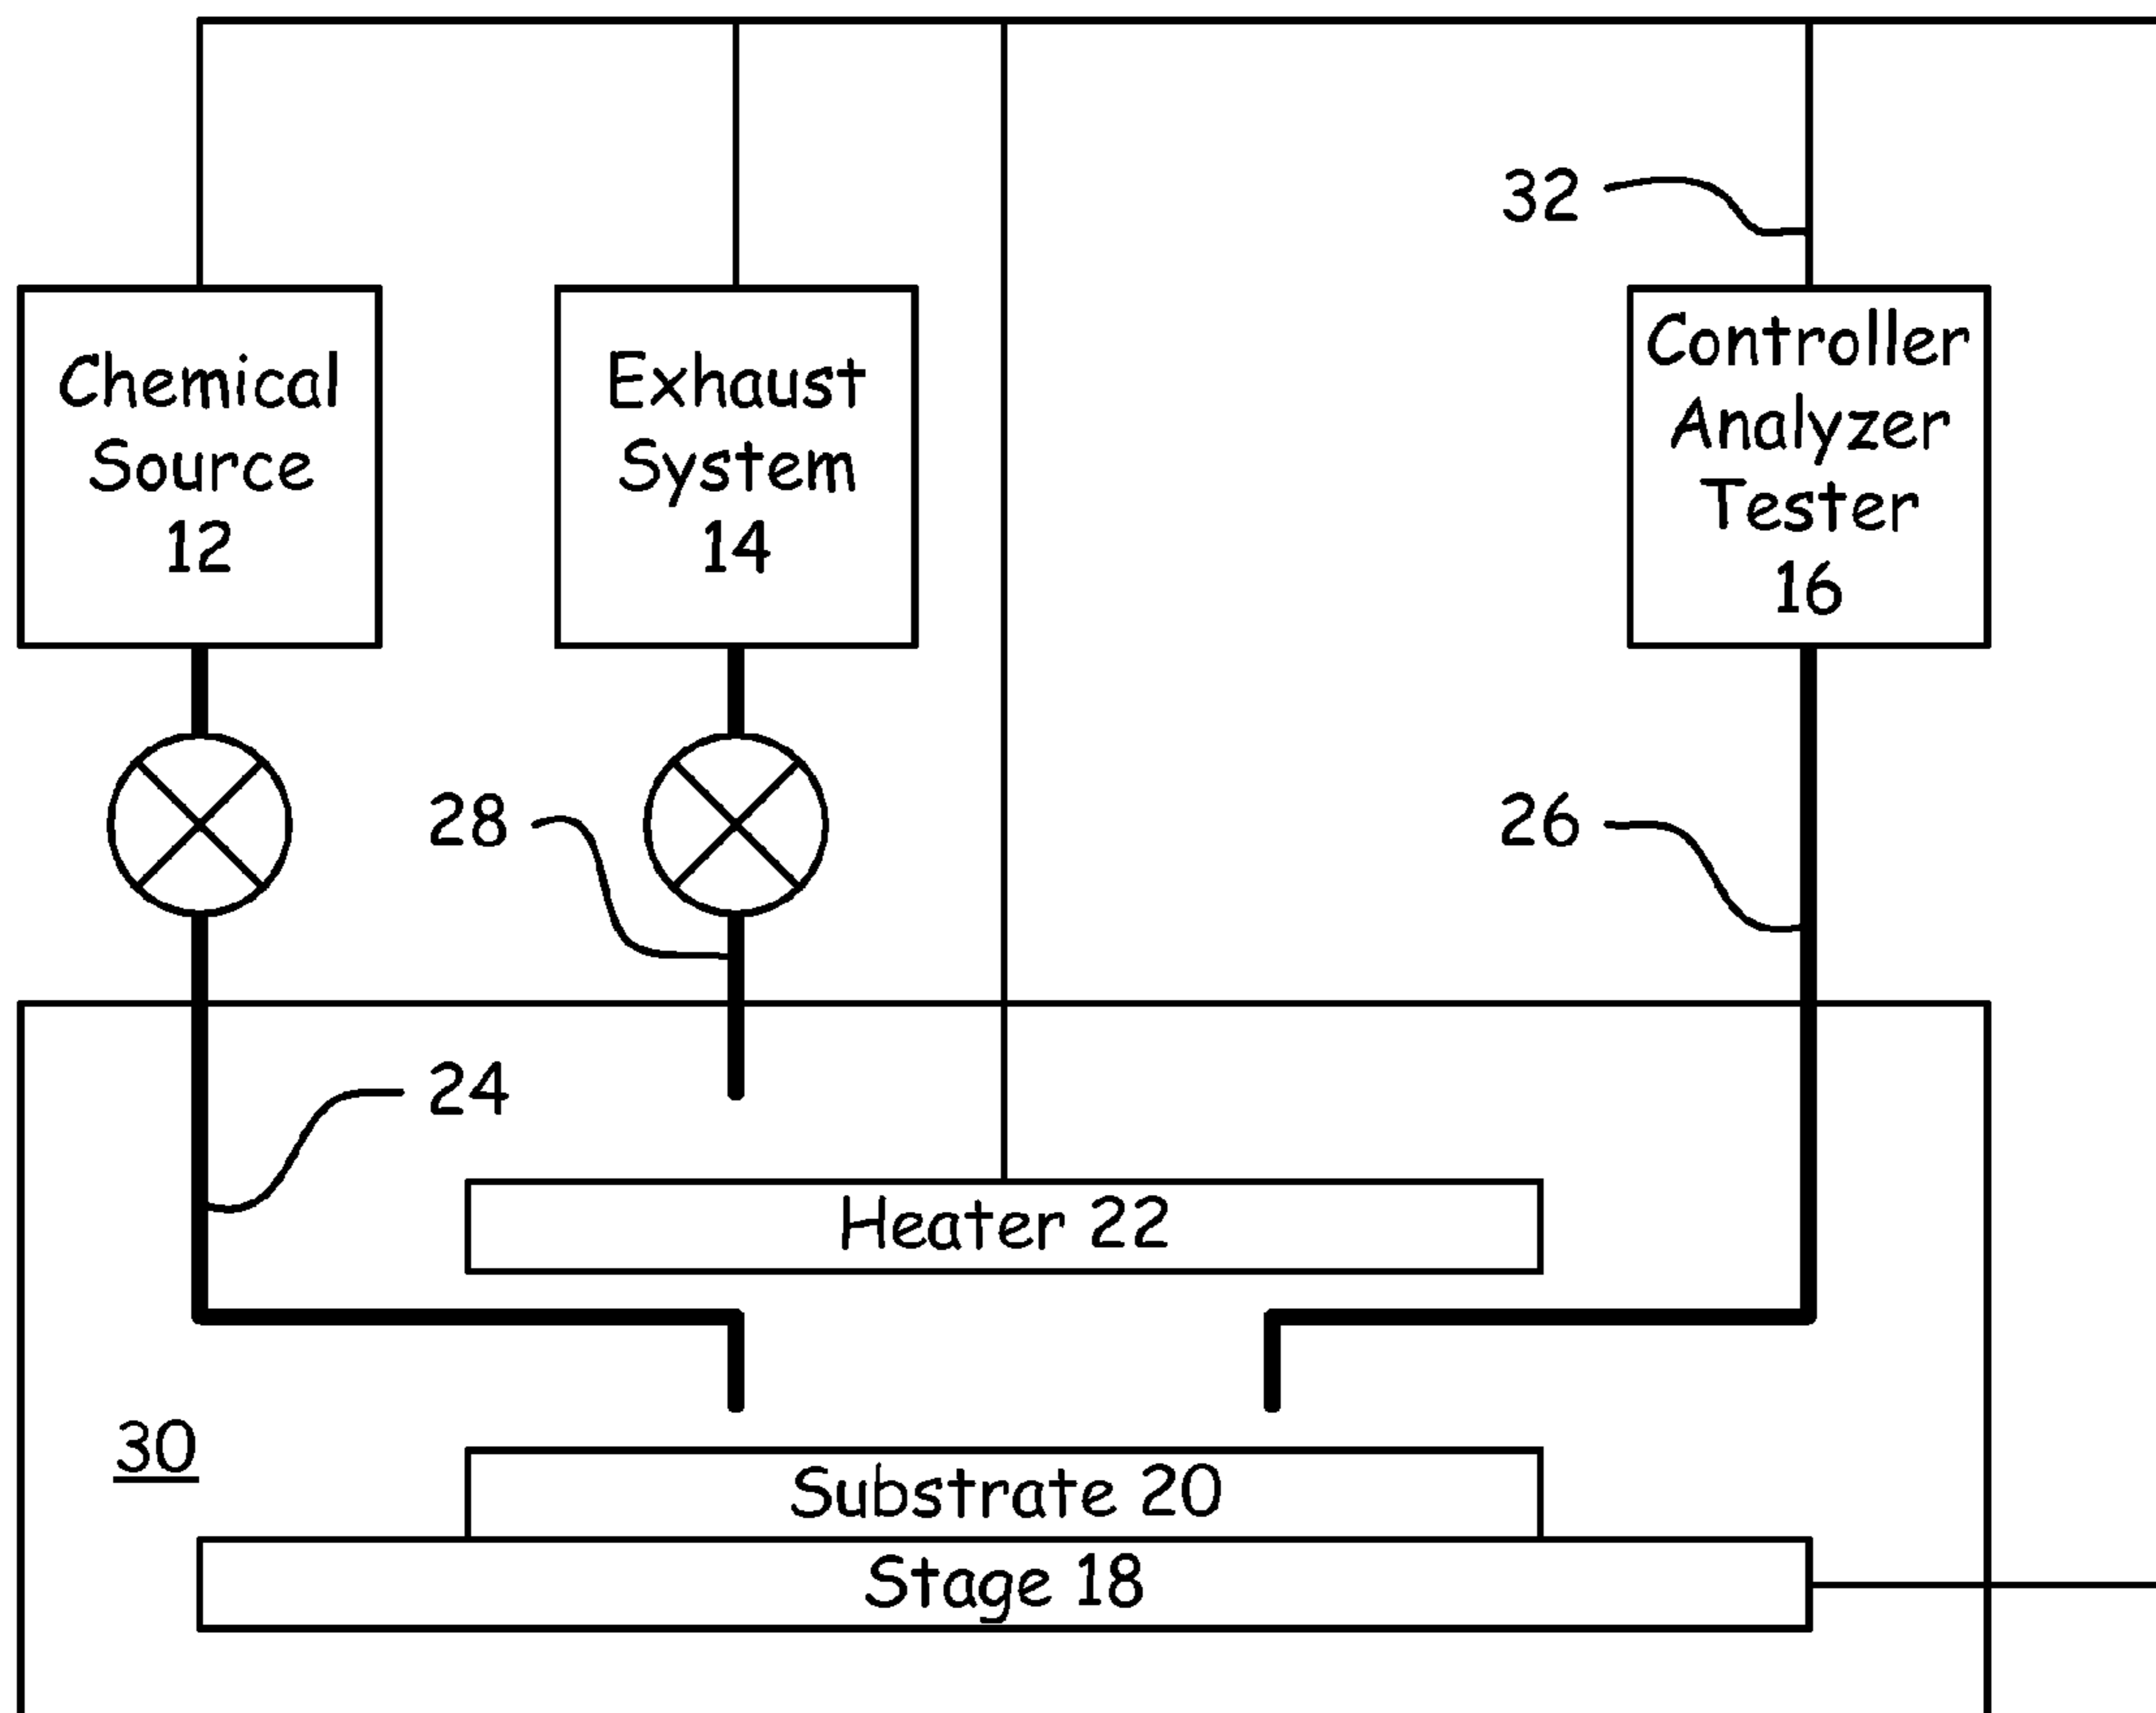 32
Chemical
Source
12
Exhaust
System
14
Controller
Analyzer
Tester
16
28
26
24
Heater 22
30
Substrate 20
Stage 18